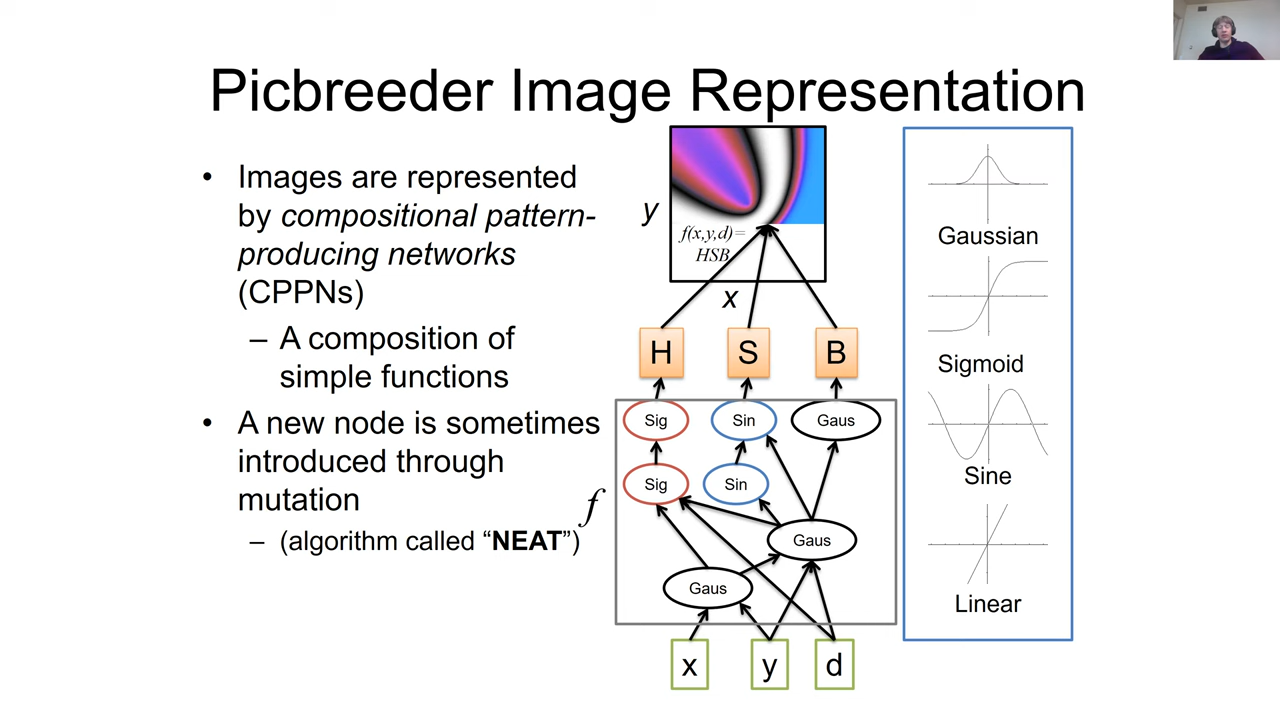 Picbreeder Image Representation
• Images are represented
by compositional pattern-
producing networks
(CPPNs)
– A composition of
simple functions
• A new node is sometimes
introduced through
mutation
– (algorithm called “NEAT”)
y
f(x,y,d)=
HSB
x
H S B
Sig Sin Gaus
Sig Sin
f
Gaus
Gaus
x y d
Gaussian
Sigmoid
Sine
Linear